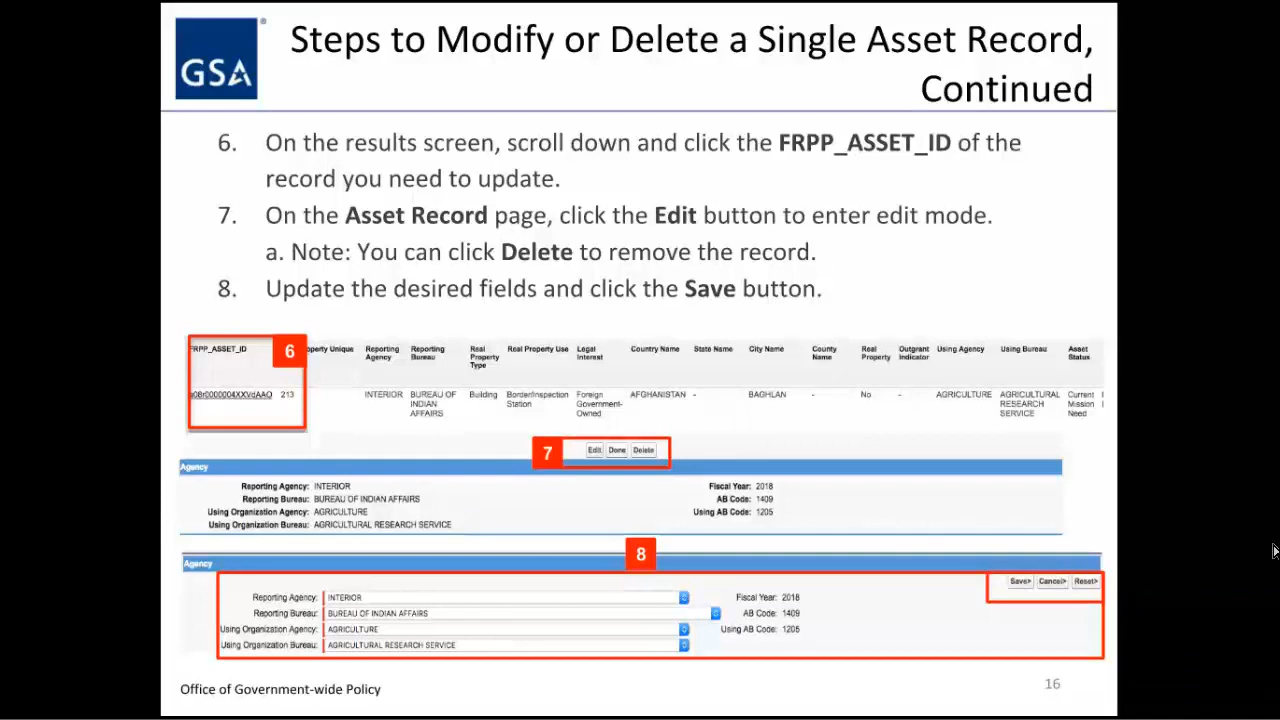 GSA
Steps to Modify or Delete a Single Asset Record,
Continued
6. On the results screen, scroll down and click the FRPP_ASSET_ID of the
record you need to update.
7. On the Asset Record page, click the Edit button to enter edit mode.
a. Note: You can click Delete to remove the record.
8. Update the desired fields and click the Save button.
FRPP_ASSET_ID 6 operty Unique Reporting Reporting Real Real Property Use Legal Country Name State Name City Name County Real Outgrant Using Agency Using Bureau Asset
Agency Bureau Property Interest Name Property Indicator Status
Type
213 INTERIOR BUREAU OF Building Border/Inspection Foreign AFGHANISTAN - BAGHLAN - No - AGRICULTURE AGRICULTURAL Current
INDIAN Station Government- RESEARCH Mission
AFFAIRS Owned SERVICE Need
7 Edit Done Delete
Agency
Reporting Agency: INTERIOR Fiscal Year: 2018
Reporting Bureau: BUREAU OF INDIAN AFFAIRS AB Code: 1409
Using Organization Agency: AGRICULTURE Using AB Code: 1205
Using Organization Bureau: AGRICULTURAL RESEARCH SERVICE
8
Agency
Save> Cancel> Reset>
Reporting Agency: INTERIOR Fiscal Year: 2018
Reporting Bureau: BUREAU OF INDIAN AFFAIRS AB Code: 1409
Using Organization Agency: AGRICULTURE Using AB Code: 1205
Using Organization Bureau: AGRICULTURAL RESEARCH SERVICE
Office of Government-wide Policy 16